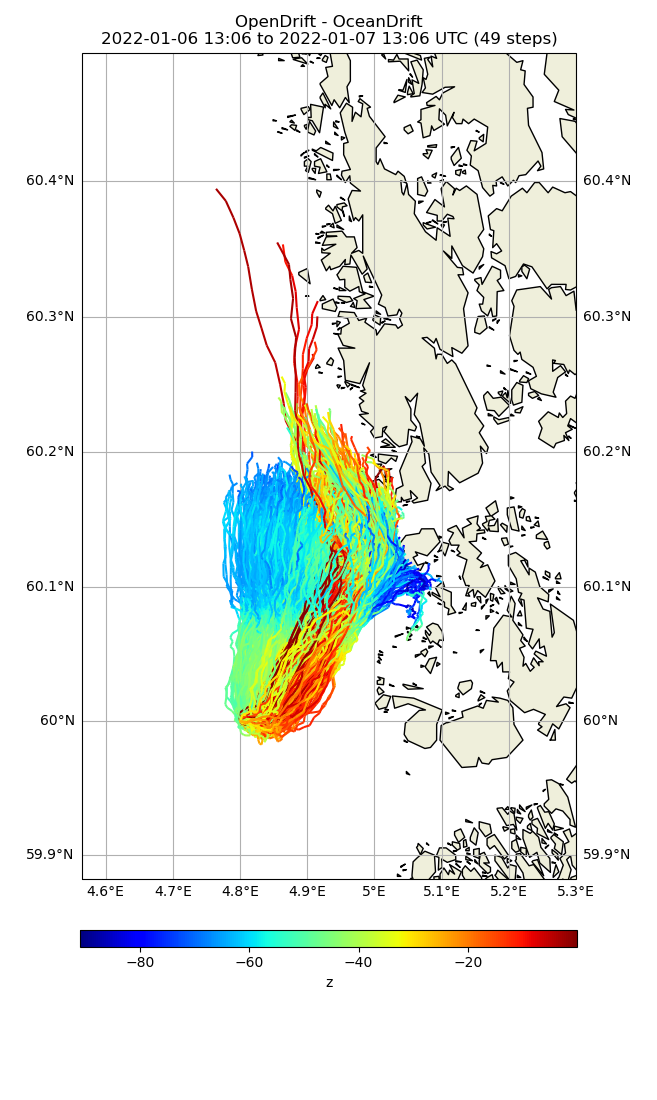 OpenDrift - OceanDrift
2022-01-06 13:06 to 2022-01-07 13:06 UTC (49 steps)
60.4°N 60.4°N
60.3°N 60.3°N
60.2°N 60.2°N
60.1°N 60.1°N
60°N 60°N
59.9°N 59.9°N
4.6°E 4.7°E 4.8°E 4.9°E 5°E 5.1°E 5.2°E 5.3°E
−80 −60 −40 −20
z